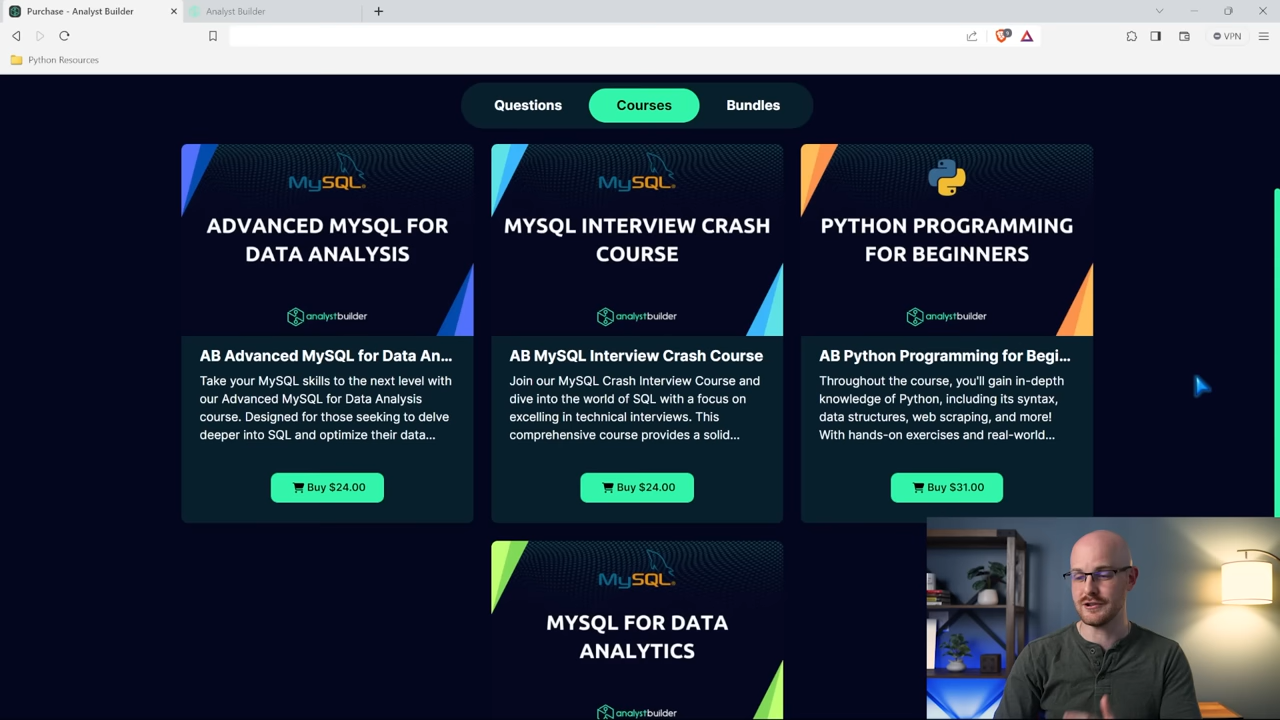 Purchase - Analyst Builder
Analyst Builder
VPN
Python Resources
Questions
Courses
Bundles
MySQL
ADVANCED MYSQL FOR
DATA ANALYSIS
analystbuilder
AB Advanced MySQL for Data An...
Take your MySQL skills to the next level with
our Advanced MySQL for Data Analysis
course. Designed for those seeking to delve
deeper into SQL and optimize their data...
Buy $24.00
MySQL
MYSQL INTERVIEW CRASH
COURSE
analystbuilder
AB MySQL Interview Crash Course
Join our MySQL Crash Interview Course and
dive into the world of SQL with a focus on
excelling in technical interviews. This
comprehensive course provides a solid...
Buy $24.00
PYTHON PROGRAMMING
FOR BEGINNERS
analystbuilder
AB Python Programming for Begi...
Throughout the course, you'll gain in-depth
knowledge of Python, including its syntax,
data structures, web scraping, and more!
With hands-on exercises and real-world...
Buy $31.00
MySQL
MYSQL FOR DATA
ANALYTICS
analystbuilder